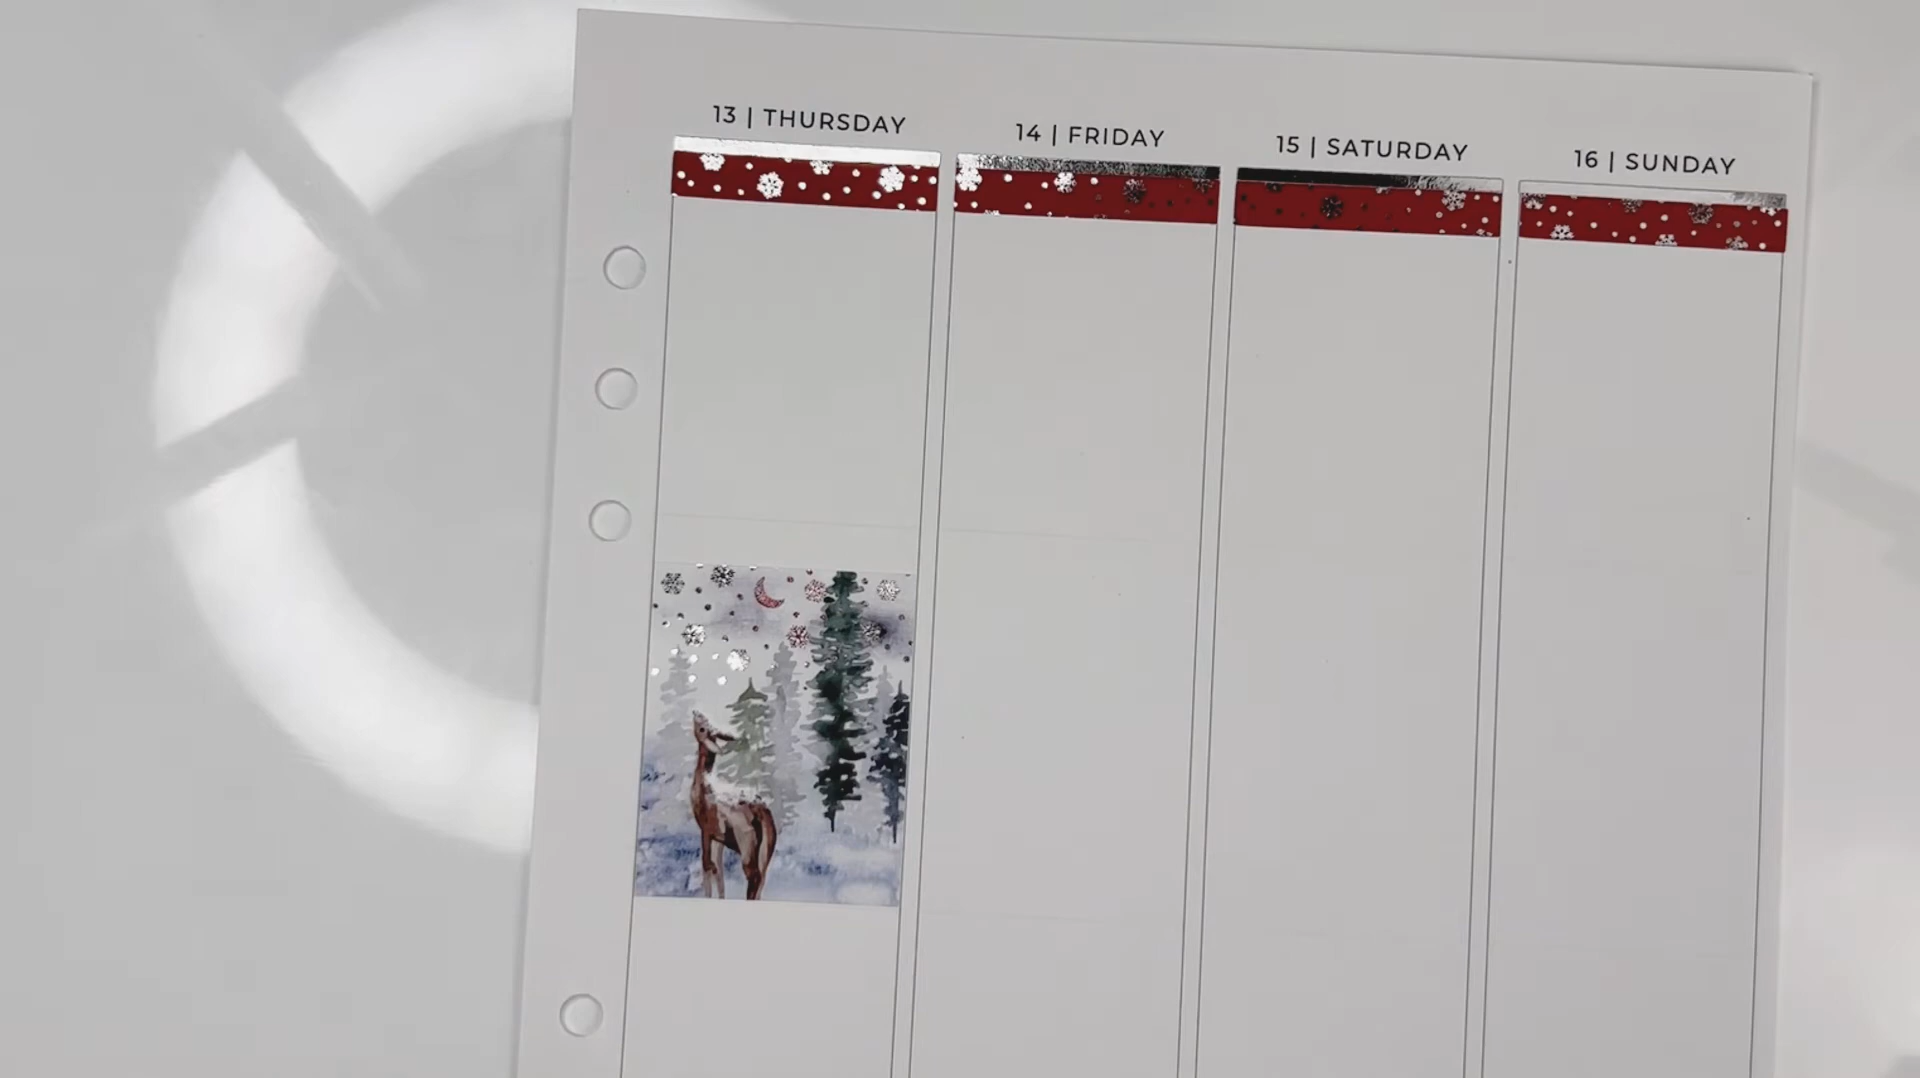 13 | THURSDAY
14 | FRIDAY
15 | SATURDAY
16 | SUNDAY